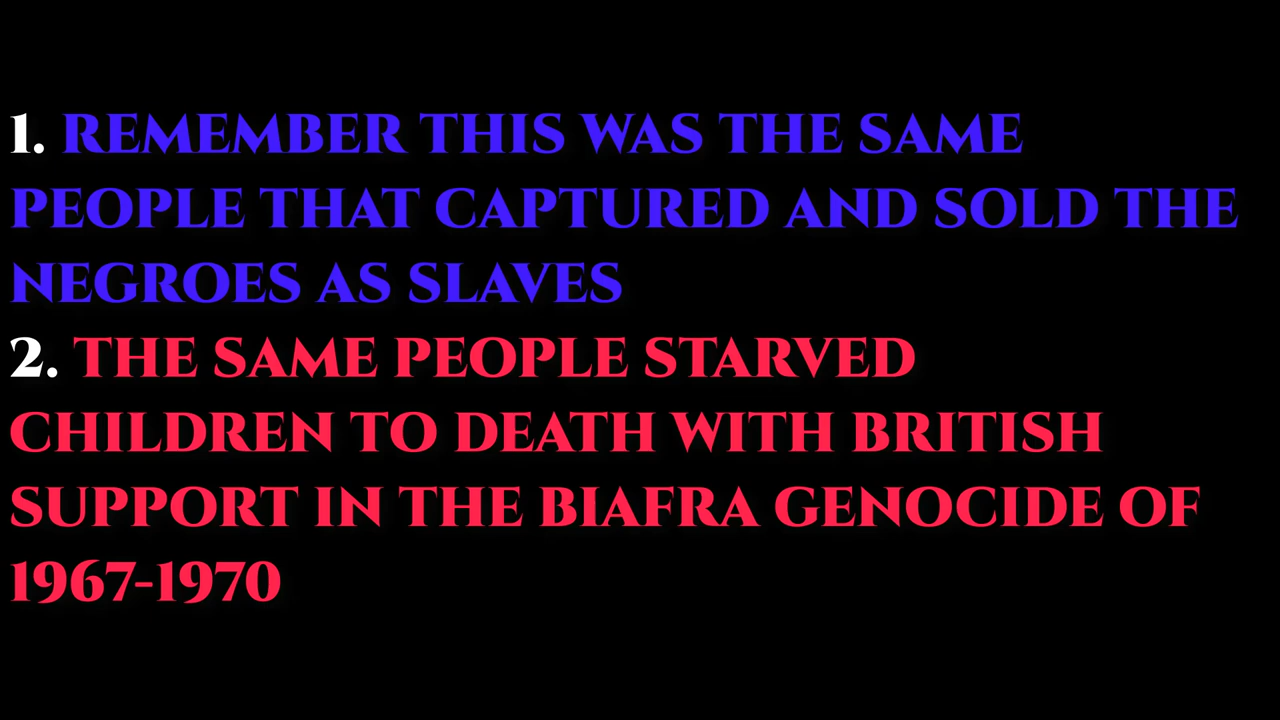 1. REMEMBER THIS WAS THE SAME
PEOPLE THAT CAPTURED AND SOLD THE
NEGROES AS SLAVES
2. THE SAME PEOPLE STARVED
CHILDREN TO DEATH WITH BRITISH
SUPPORT IN THE BIAFRA GENOCIDE OF
1967-1970